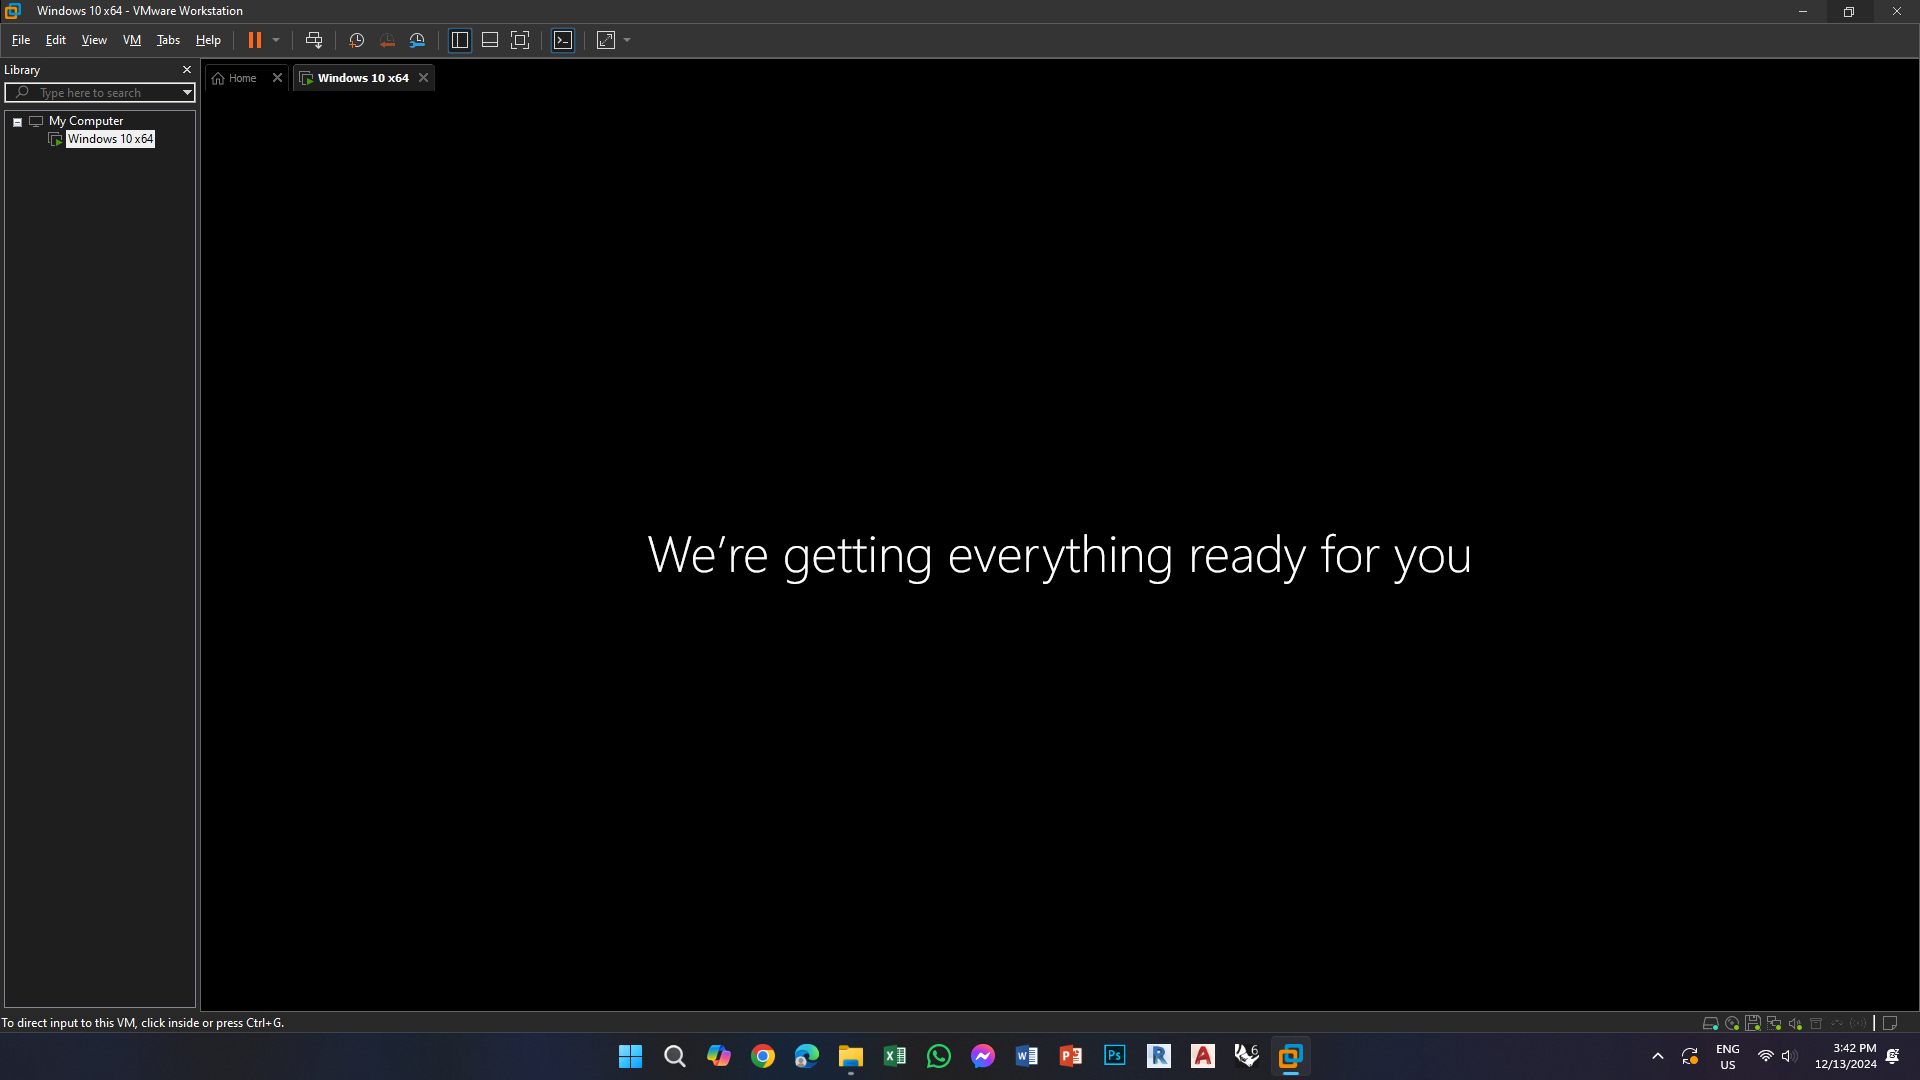 Windows 10 x64 - VMware Workstation
File Edit View VM Tabs Help
Library
Type here to search
My Computer
Windows 10 x64
Home
Windows 10 x64
We're getting everything ready for you
To direct input to this VM, click inside or press Ctrl+G.
X
W
P
Ps
R
A
6
ENG
US
3:42 PM
12/13/2024